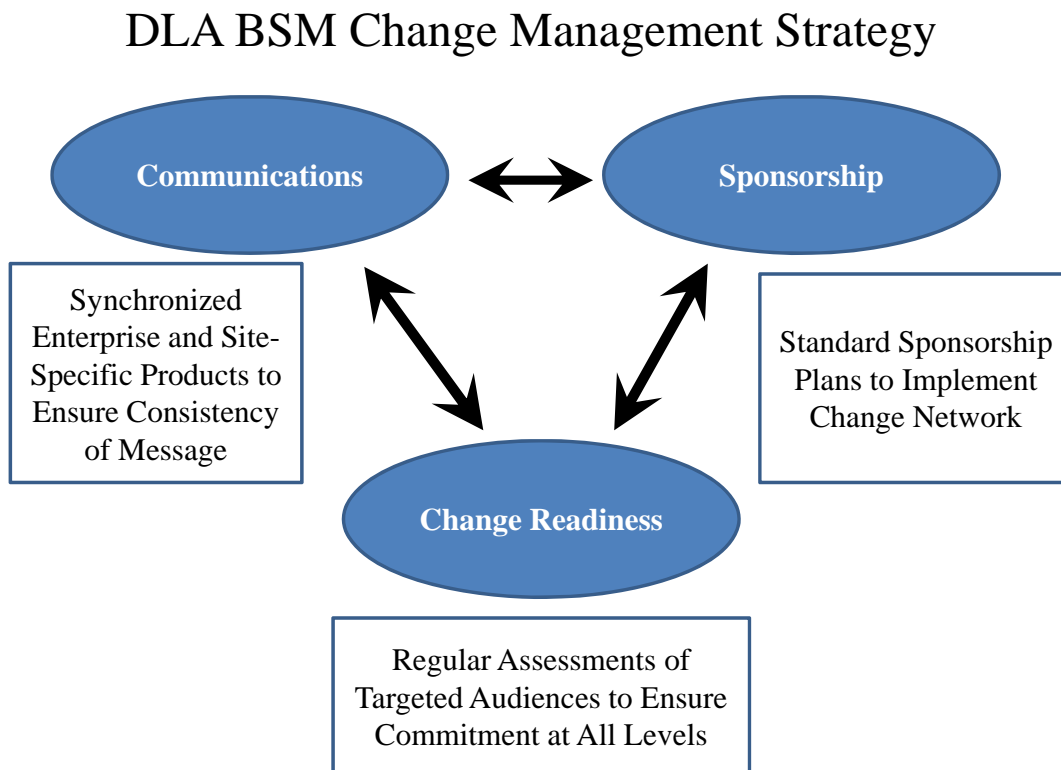 DLA BSM Change Management Strategy
Communications
Sponsorship
Synchronized
Enterprise and Site-
Specific Products to
Ensure Consistency
of Message
Standard Sponsorship
Plans to Implement
Change Network
Change Readiness
Regular Assessments of
Targeted Audiences to Ensure
Commitment at All Levels